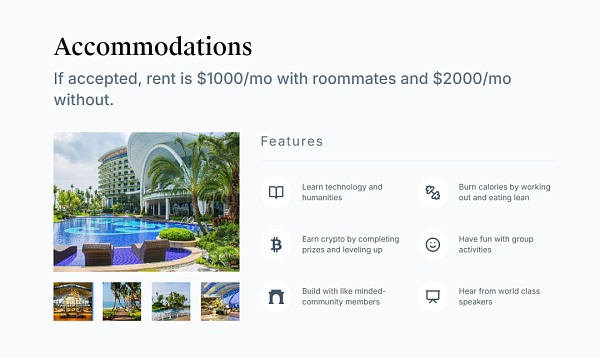 Accommodations
If accepted, rent is $1000/mo with roommates and $2000/mo
without.
Features
Learn technology and
humanities
Burn calories by working
out and eating lean
Earn crypto by completing
prizes and leveling up
Have fun with group
activities
Build with like minded-
community members
Hear from world class
speakers